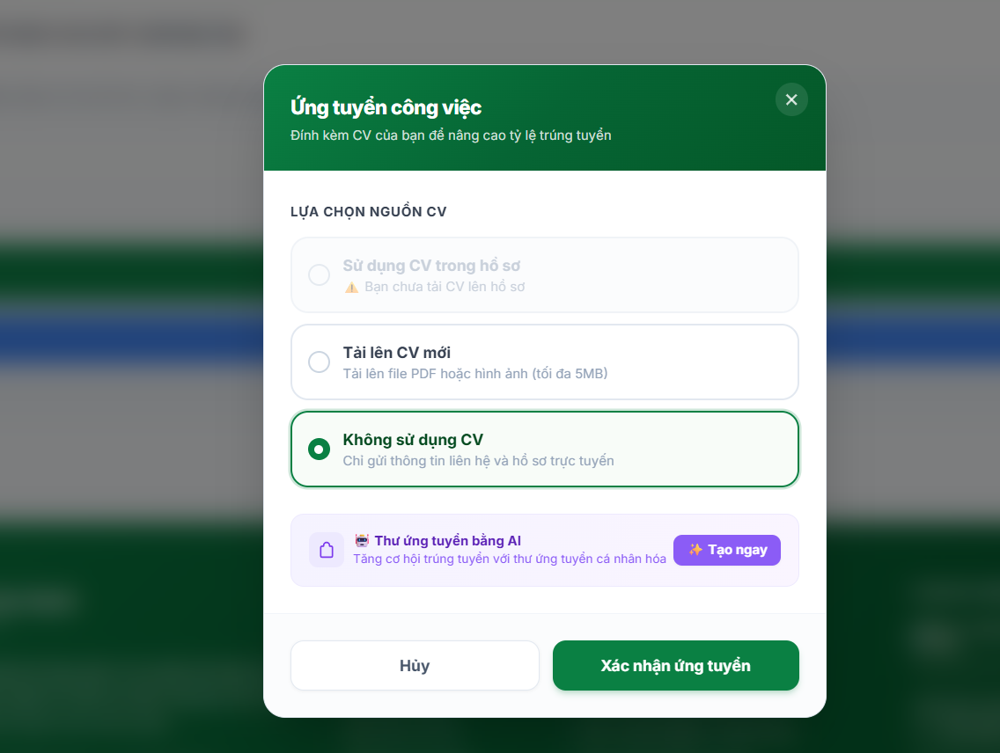 Ứng tuyển công việc
Đính kèm CV của bạn để nâng cao tỷ lệ trúng tuyển
LỰA CHỌN NGUỒN CV
Sử dụng CV trong hồ sơ
⚠️ Bạn chưa tải CV lên hồ sơ
Tải lên CV mới
Tải lên file PDF hoặc hình ảnh (tối đa 5MB)
Không sử dụng CV
Chỉ gửi thông tin liên hệ và hồ sơ trực tuyến
🤖 Thư ứng tuyển bằng AI
Tăng cơ hội trúng tuyển với thư ứng tuyển cá nhân hóa
✨ Tạo ngay
Hủy
Xác nhận ứng tuyển